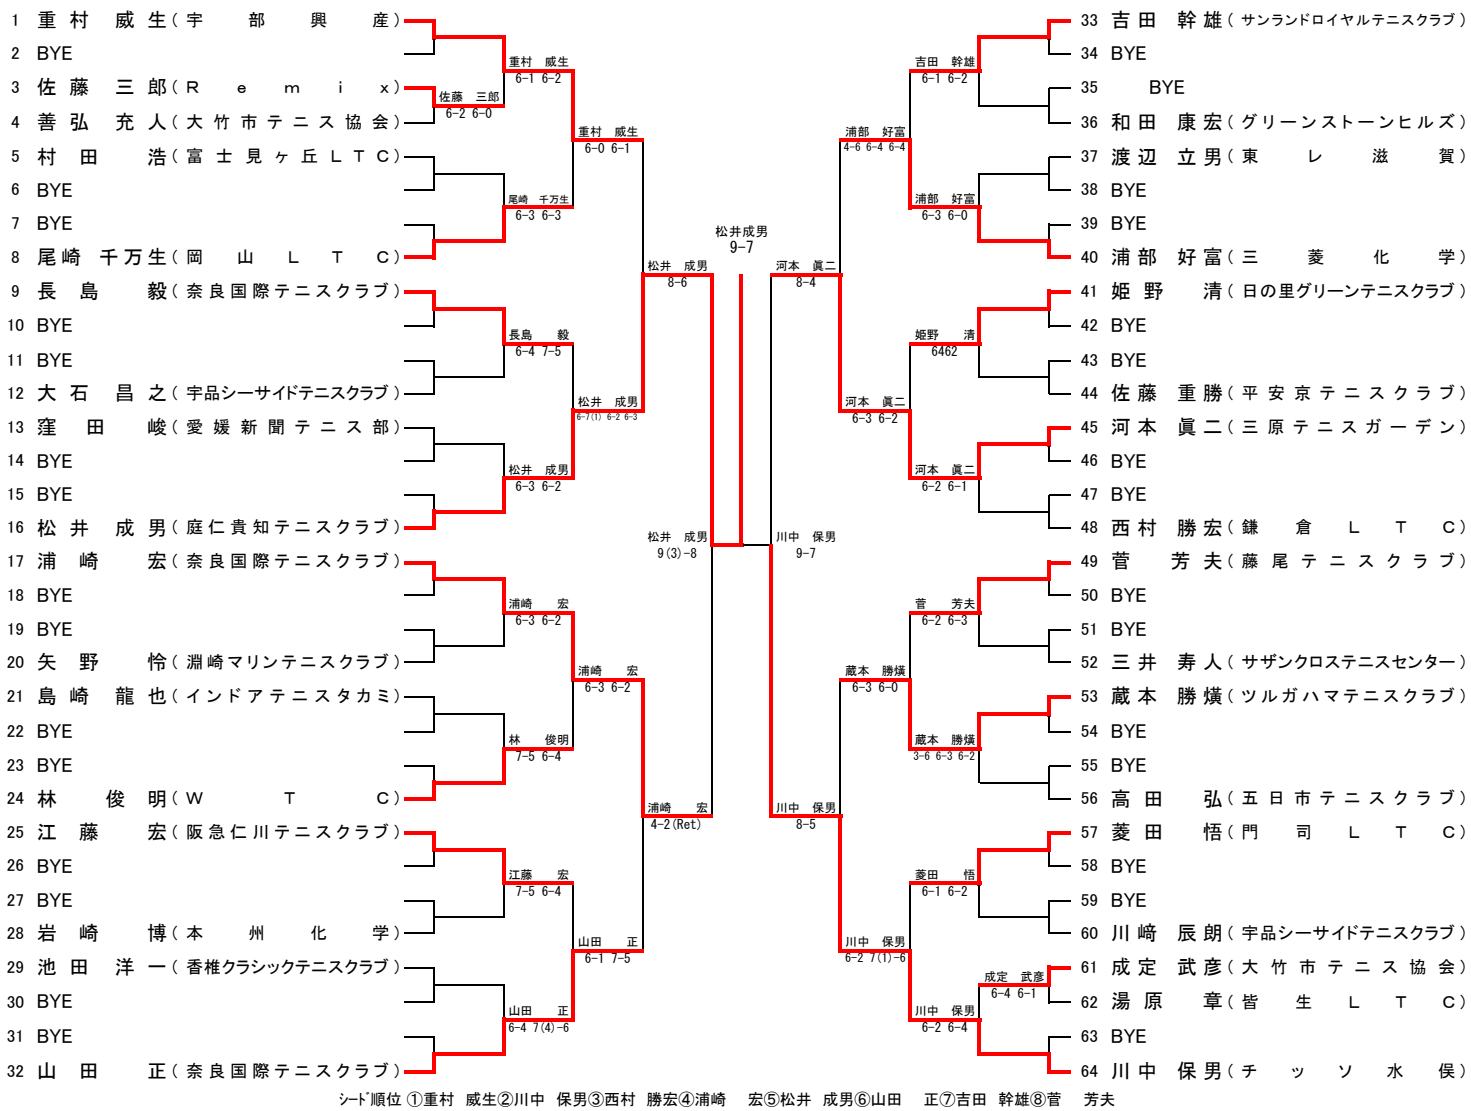 1 重村 威生(宇部興産)
2 BYE
3 佐藤 三郎(Remix)
4 善弘 充人(大竹市テニス協会)
5 村田 浩(富士見ヶ丘LTC)
6 BYE
7 BYE
8 尾崎 千万生(岡山LTC)
9 長島 毅(奈良国際テニスクラブ)
10 BYE
11 BYE
12 大石 昌之(宇品シーサイドテニスクラブ)
13 窪田 峻(愛媛新聞テニス部)
14 BYE
15 BYE
16 松井 成男(庭仁貴知テニスクラブ)
17 浦崎 宏(奈良国際テニスクラブ)
18 BYE
19 BYE
20 矢野 怜(淵崎マリンテニスクラブ)
21 島崎 龍也(インドアテニスタカミ)
22 BYE
23 BYE
24 林 俊明(WTC)
25 江藤 宏(阪急仁川テニスクラブ)
26 BYE
27 BYE
28 岩崎 博(本州化学)
29 池田 洋一(香椎クラシックテニスクラブ)
30 BYE
31 BYE
32 山田 正(奈良国際テニスクラブ)
佐藤 三郎
6-2 6-0
重村 威生
6-1 6-2
尾崎 千万生
6-3 6-3
長島 毅
6-4 7-5
松井 成男
6-3 6-2
浦崎 宏
6-3 6-2
林 俊明
7-5 6-4
江藤 宏
7-5 6-4
山田 正
6-4 7(4)-6
重村 威生
6-0 6-1
松井 成男
6-7(1) 6-2 6-3
浦崎 宏
6-3 6-2
山田 正
6-1 7-5
松井 成男
8-6
浦崎 宏
4-2(Ret)
松井 成男
9(3)-8
松井成男
9-7
川中 保男
9-7
河本 眞二
8-4
川中 保男
8-5
浦部 好富
4-6 6-4 6-4
河本 眞二
6-3 6-2
蔵本 勝熿
6-3 6-0
川中 保男
6-2 7(1)-6
吉田 幹雄
6-1 6-2
浦部 好富
6-3 6-0
姫野 清
6462
河本 眞二
6-2 6-1
菅 芳夫
6-2 6-3
蔵本 勝熿
3-6 6-3 6-2
菱田 悟
6-1 6-2
成定 武彦
6-4 6-1
川中 保男
6-2 6-4
33 吉田 幹雄(サンランドロイヤルテニスクラブ)
34 BYE
35 BYE
36 和田 康宏(グリーンストーンヒルズ)
37 渡辺 立男(東レ滋賀)
38 BYE
39 BYE
40 浦部 好富(三菱化学)
41 姫野 清(日の里グリーンテニスクラブ)
42 BYE
43 BYE
44 佐藤 重勝(平安京テニスクラブ)
45 河本 眞二(三原テニスガーデン)
46 BYE
47 BYE
48 西村 勝宏(鎌倉LTC)
49 菅 芳夫(藤尾テニスクラブ)
50 BYE
51 BYE
52 三井 寿人(サザンクロステニスセンター)
53 蔵本 勝熿(ツルガハマテニスクラブ)
54 BYE
55 BYE
56 高田 弘(五日市テニスクラブ)
57 菱田 悟(門司LTC)
58 BYE
59 BYE
60 川﨑 辰朗(宇品シーサイドテニスクラブ)
61 成定 武彦(大竹市テニス協会)
62 湯原 章(皆生LTC)
63 BYE
64 川中 保男(チッソ水俣)
シード順位 ①重村 威生②川中 保男③西村 勝宏④浦崎 宏⑤松井 成男⑥山田 正⑦吉田 幹雄⑧菅 芳夫